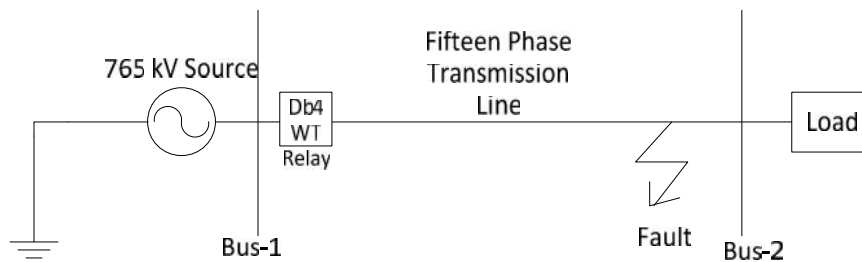 765 kV Source
Db4
WT
Relay
Fifteen Phase
Transmission
Line
Load
Bus-1
Fault
Bus-2